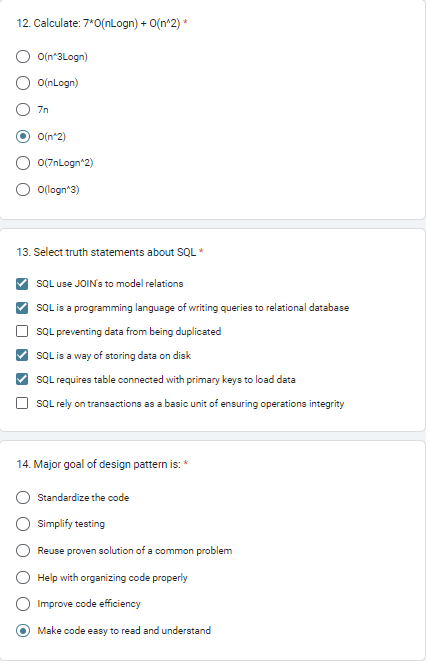 12. Calculate: 7*O(nLogn) + O(n^2) *
O(n^3Logn)
O(nLogn)
7n
O(n^2)
O(7nLogn^2)
O(logn^3)
13. Select truth statements about SQL *
SQL use JOIN's to model relations
SQL is a programming language of writing queries to relational database
SQL preventing data from being duplicated
SQL is a way of storing data on disk
SQL requires table connected with primary keys to load data
SQL rely on transactions as a basic unit of ensuring operations integrity
14. Major goal of design pattern is: *
Standardize the code
Simplify testing
Reuse proven solution of a common problem
Help with organizing code properly
Improve code efficiency
Make code easy to read and understand